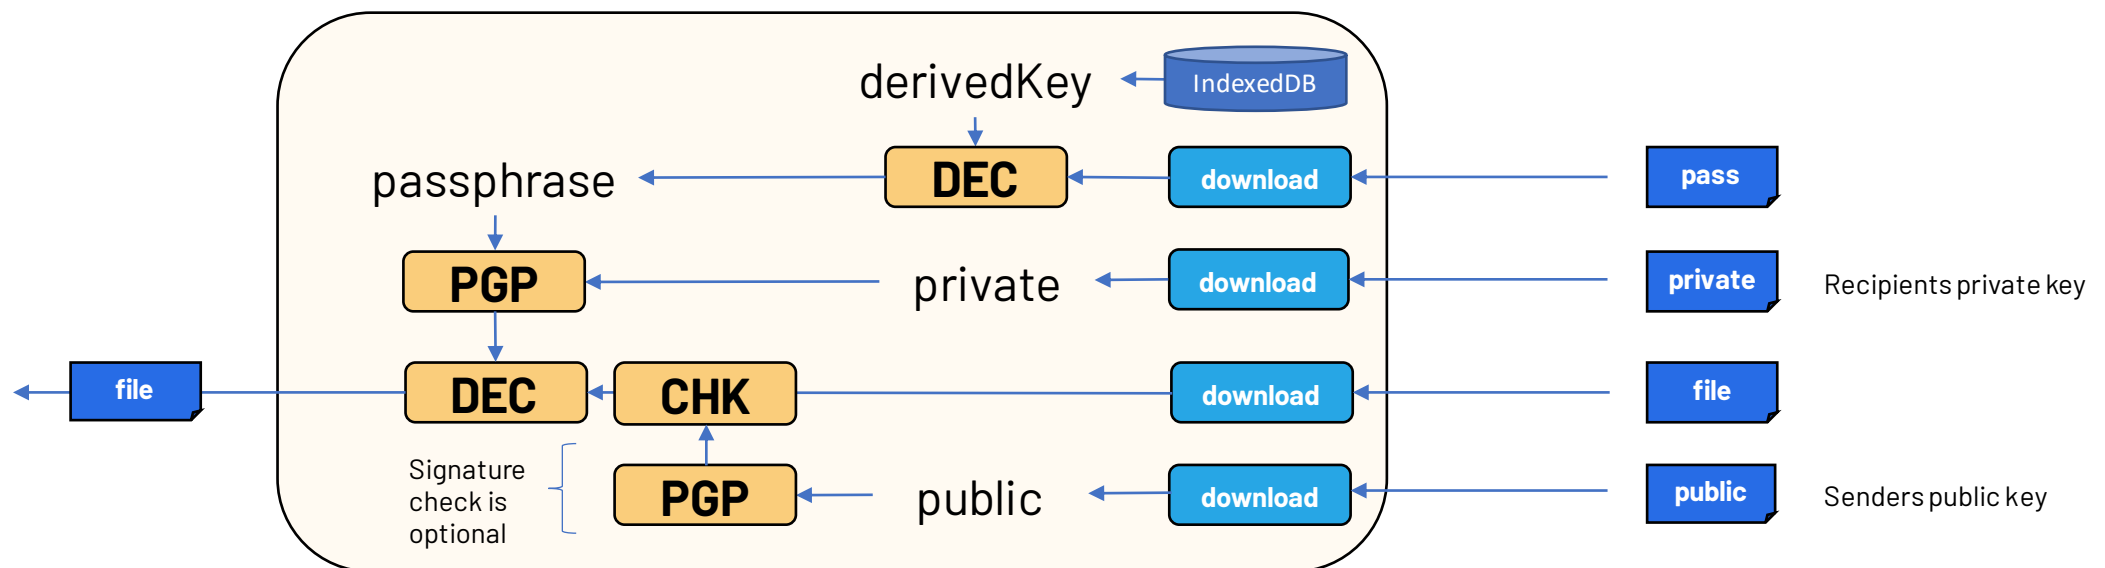 derivedKey
IndexedDB
passphrase
DEC
download
pass
PGP
private
download
private
Recipients private key
file
DEC
CHK
download
file
Signature
check is
optional
PGP
public
download
public
Senders public key